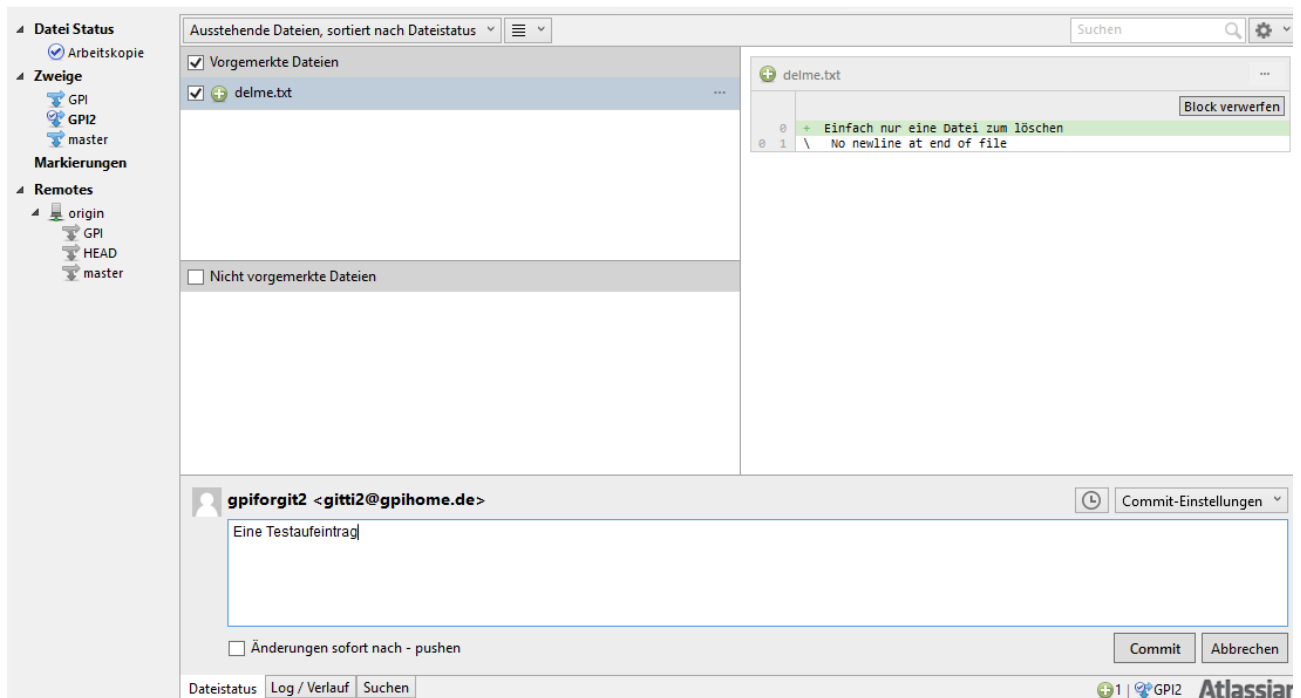 Datei Status
Arbeitskopie
Zweige
GPI
GPI2
master
Markierungen
Remotes
origin
GPI
HEAD
master
Ausstehende Dateien, sortiert nach Dateistatus
Suchen
Vorgemerkte Dateien
delme.txt
...
Nicht vorgemerkte Dateien
delme.txt
...
Block verwerfen
0 + Einfach nur eine Datei zum löschen
0 1 \ No newline at end of file
gpiforgit2 <gitti2@gpihome.de>
Commit-Einstellungen
Eine Testaufeintrag
Änderungen sofort nach - pushen
Commit
Abbrechen
Dateistatus
Log / Verlauf
Suchen
1 | GPI2
Atlassian